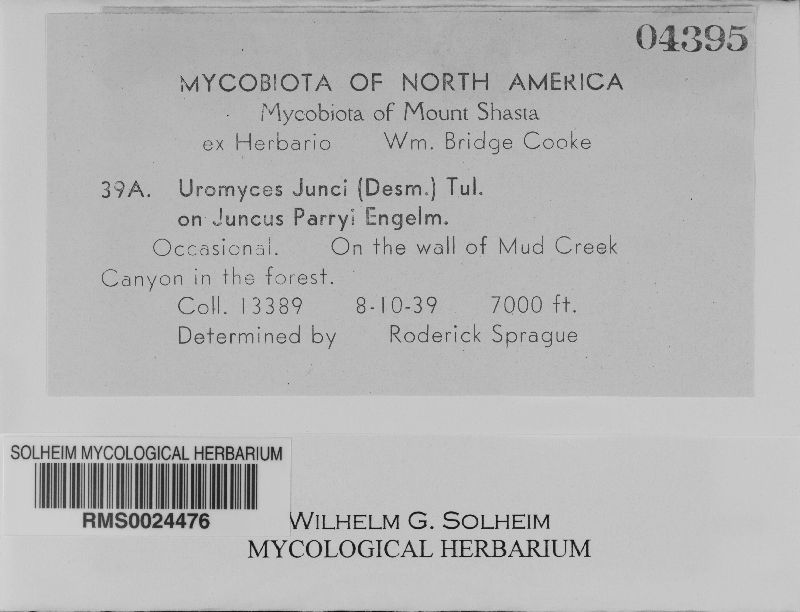 04395
MYCOBIOTA OF NORTH AMERICA
Mycobiota of Mount Shasta
ex Herbario Wm. Bridge Cooke
39A. Uromyces Junci (Desm.) Tul.
on Juncus Parryi Engelm.
Occasional. On the wall of Mud Creek
Canyon in the forest.
Coll. 13389 8-10-39 7000 ft.
Determined by Roderick Sprague
SOLHEIM MYCOLOGICAL HERBARIUM
RMS0024476
WILHELM G. SOLHEIM
MYCOLOGICAL HERBARIUM